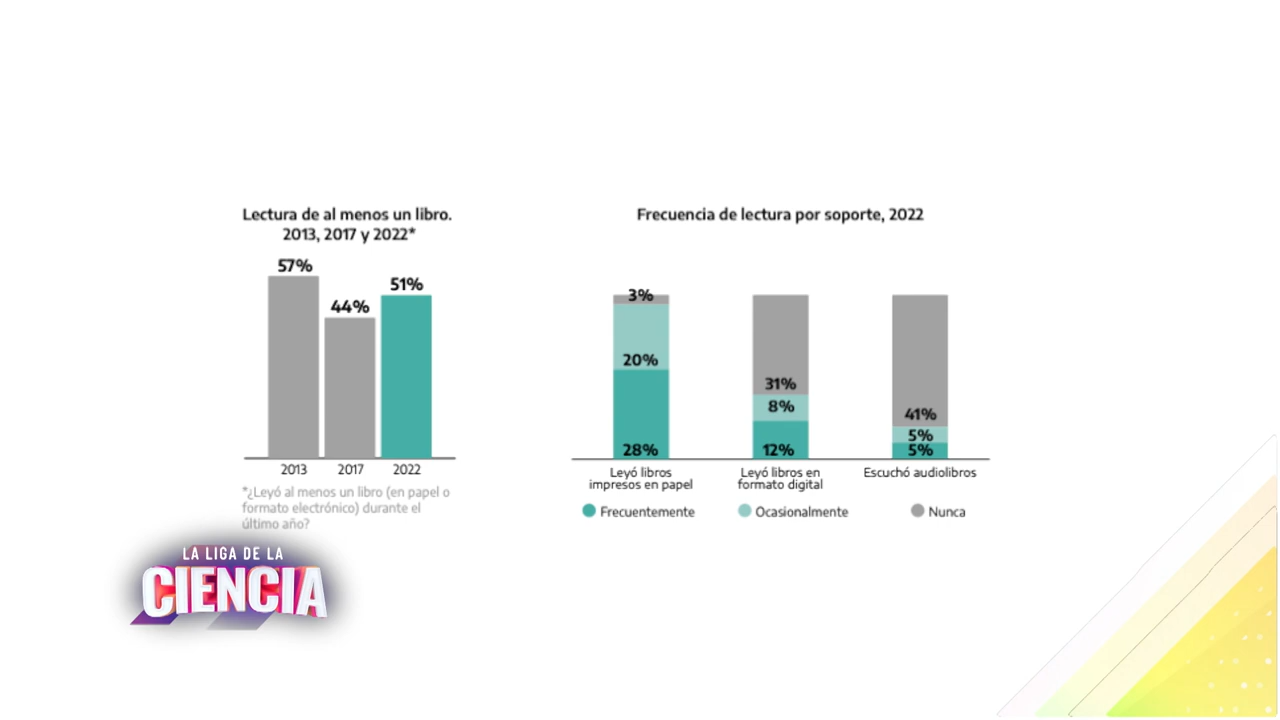 Lectura de al menos un libro.
2013, 2017 y 2022*
57%
44%
51%
2013
2017
2022
*¿Leyó al menos un libro (en papel o
formato electrónico) durante el
último año?
Frecuencia de lectura por soporte, 2022
3%
20%
28%
31%
8%
12%
41%
5%
5%
Leyó libros
impresos en papel
Leyó libros en
formato digital
Escuchó audiolibros
Frecuentemente
Ocasionalmente
Nunca
LA LIGA DE LA
CIENCIA